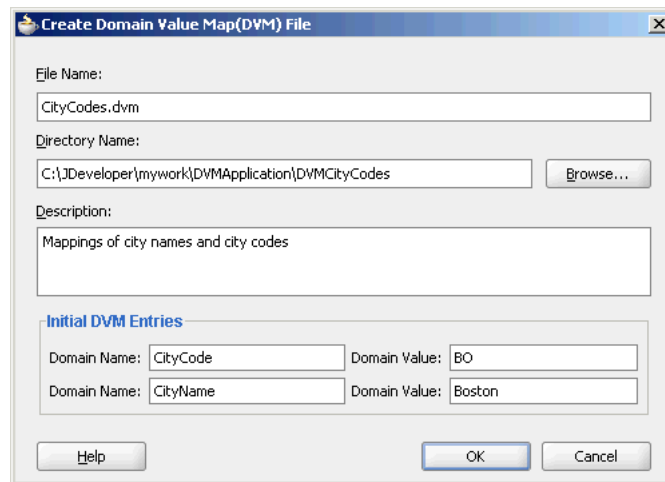 Create Domain Value Map(DVM) File
File Name:
CityCodes.dvm
Directory Name:
C:\JDeveloper\mywork\DVMApplication\DVMCityCodes
Browse...
Description:
Mappings of city names and city codes
Initial DVM Entries
Domain Name: CityCode Domain Value: BO
Domain Name: CityName Domain Value: Boston
Help OK Cancel